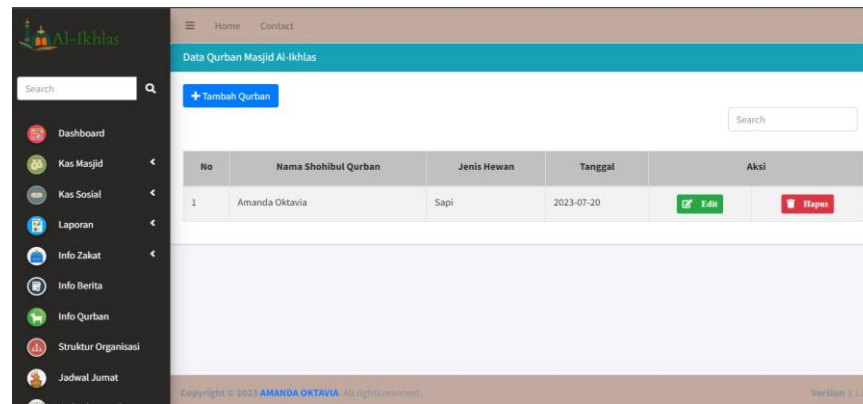 Al-Ikhlas
Home Contact
Data Qurban Masjid Al-Ikhlas
Search
+Tambah Qurban
Search
Dashboard
Kas Masjid
Kas Sosial
Laporan
Info Zakat
Info Berita
Info Qurban
Struktur Organisasi
Jadwal Jumat
No Nama Shohibul Qurban Jenis Hewan Tanggal Aksi
1 Amanda Oktavia Sapi 2023-07-20 Edit Hapus
Copyright © 2023 AMANDA OKTAVIA. All rights reserved.
Version